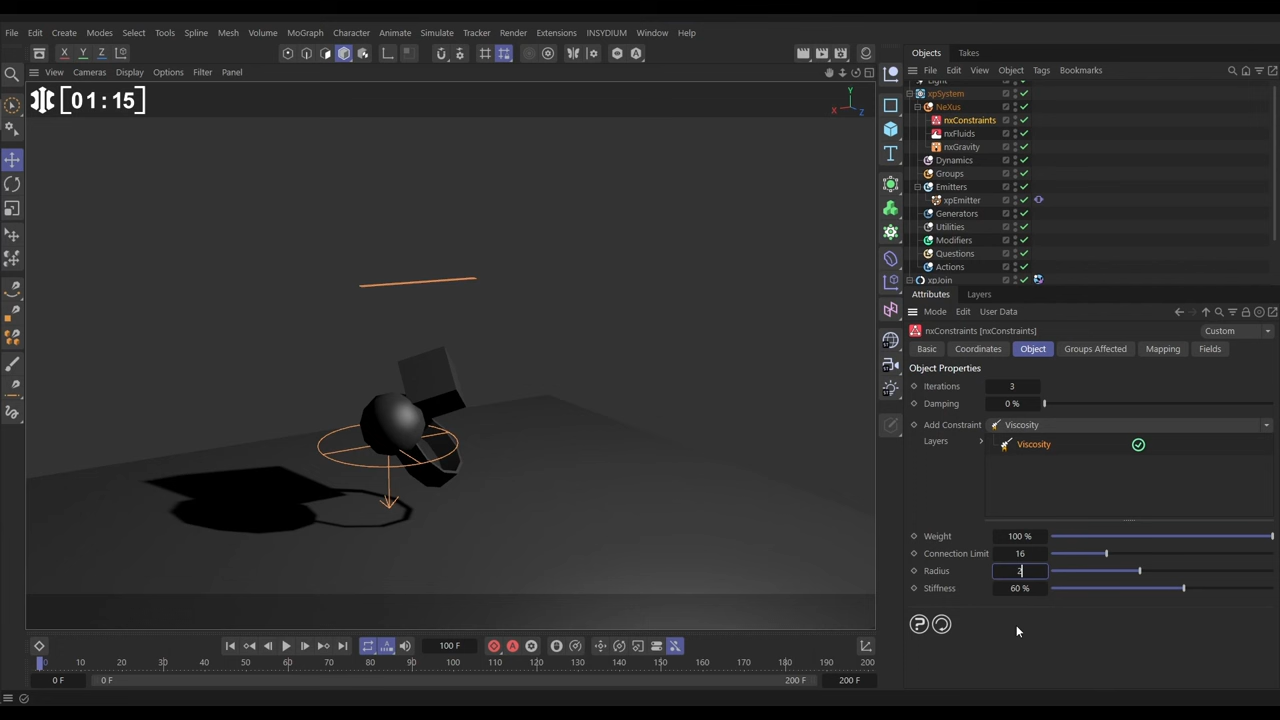 File Edit Create Modes Select Tools Spline Mesh Volume MoGraph Character Animate Simulate Tracker Render Extensions INSYDIUM Window Help
Objects Takes
X Y Z
View Cameras Display Options Filter Panel
File Edit View Object Tags Bookmarks
[01:15]
Y
X
Z
xpSystem
NeXus
nxConstraints
nxFluids
nxGravity
Dynamics
Groups
Emitters
xpEmitter
Generators
Utilities
Modifiers
Questions
Actions
xpJoin
Attributes Layers
Mode Edit User Data
nxConstraints [nxConstraints] Custom
Basic Coordinates Object Groups Affected Mapping Fields
Object Properties
Iterations 3
Damping 0 %
Add Constraint Viscosity
Layers Viscosity
Weight 100 %
Connection Limit 16
Radius 2
Stiffness 60 %
100 F
0 10 20 30 40 50 60 70 80 90 100 110 120 130 140 150 160 170 180 190 200
0 F 0 F 200 F 200 F